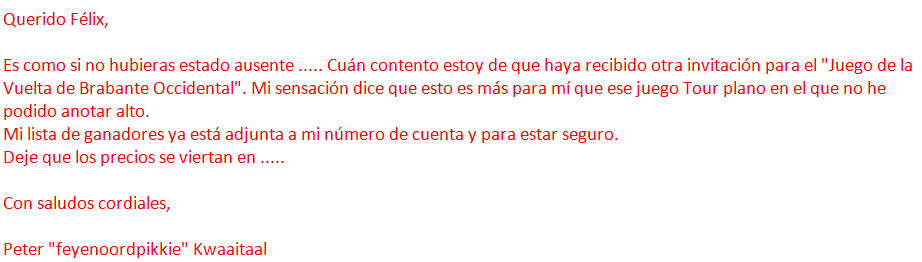 Querido Félix,
Es como si no hubieras estado ausente ..... Cuán contento estoy de que haya recibido otra invitación para el "Juego de la
Vuelta de Brabante Occidental". Mi sensación dice que esto es más para mí que ese juego Tour plano en el que no he
podido anotar alto.
Mi lista de ganadores ya está adjunta a mi número de cuenta y para estar seguro.
Deje que los precios se viertan en .....
Con saludos cordiales,
Peter "feyenoordpikkie" Kwaaitaal